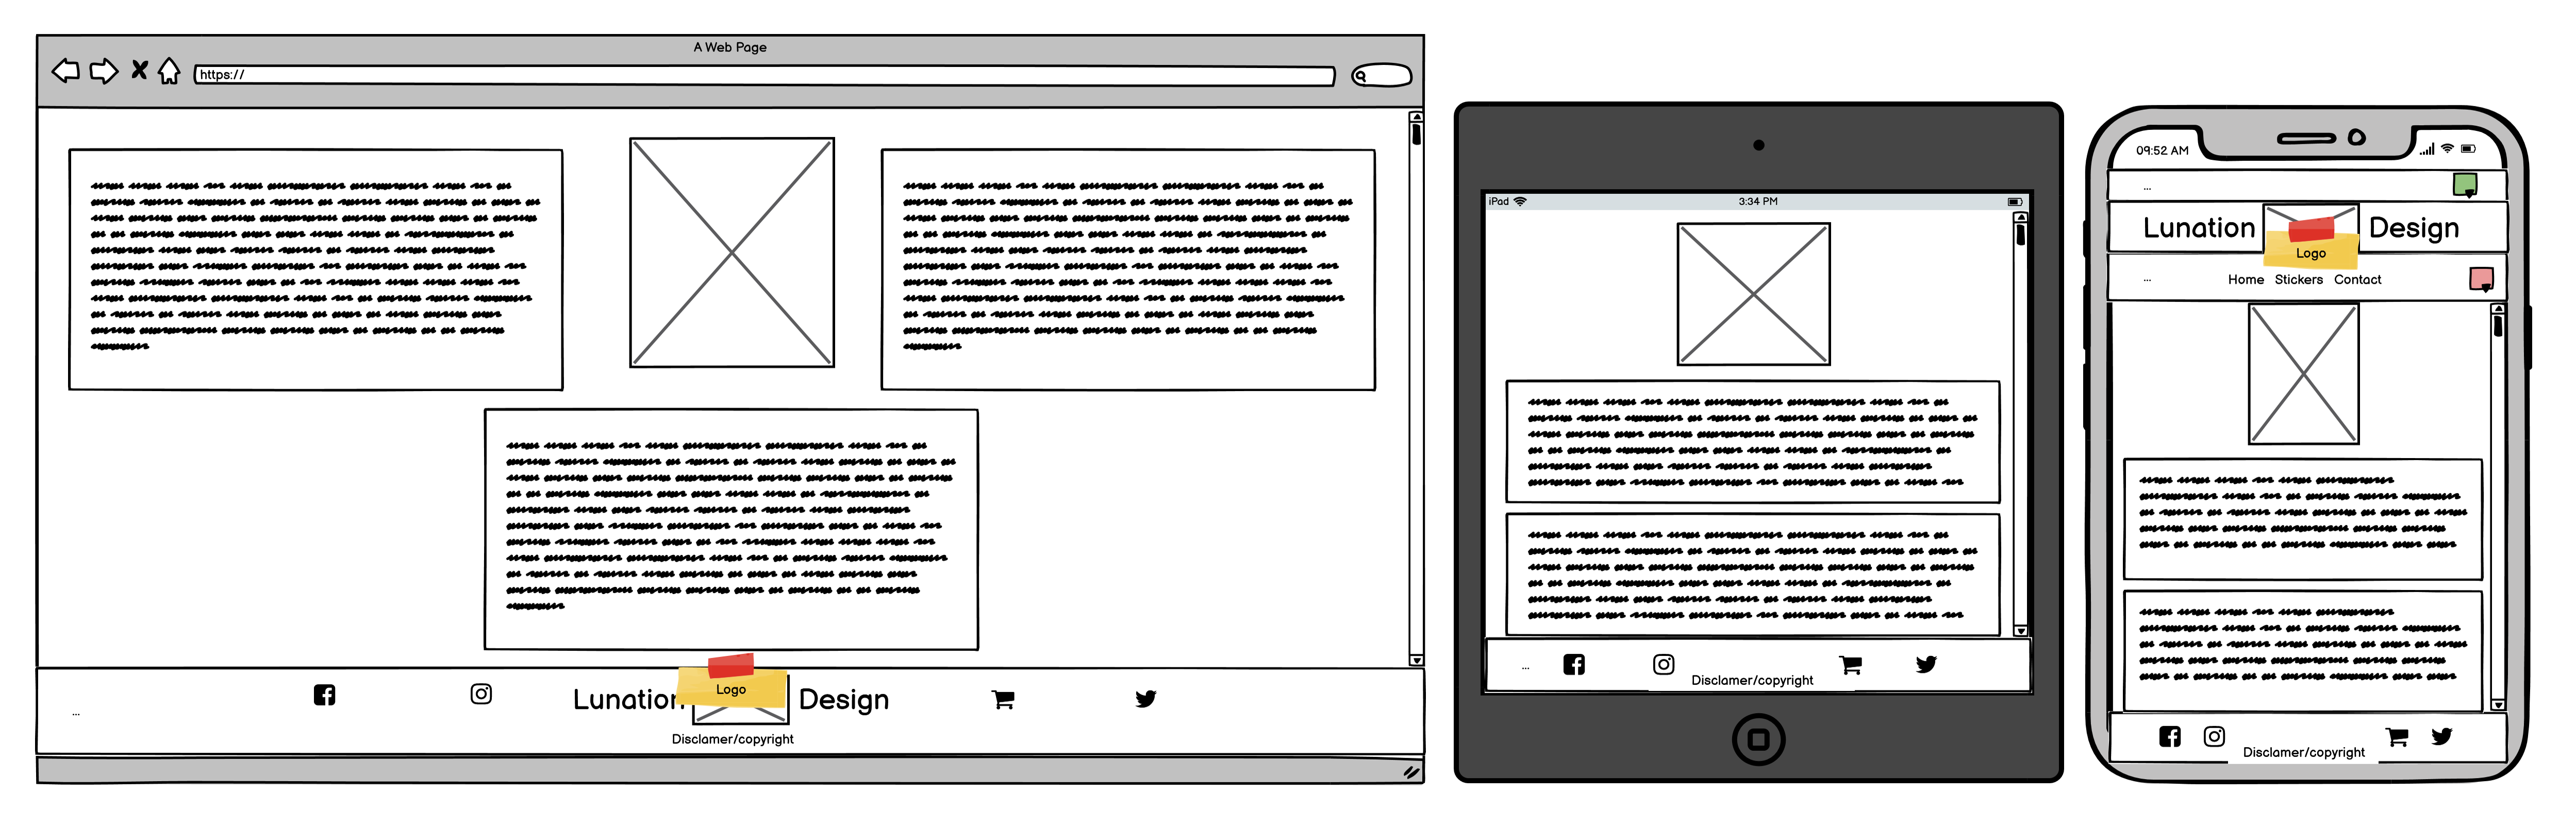 A Web Page
https://
Lunation Logo Design
Disclamer/copyright
iPad 3:34 PM
...
Disclamer/copyright
...
09:52 AM
...
Lunation Logo Design
... Home Stickers Contact
Disclamer/copyright